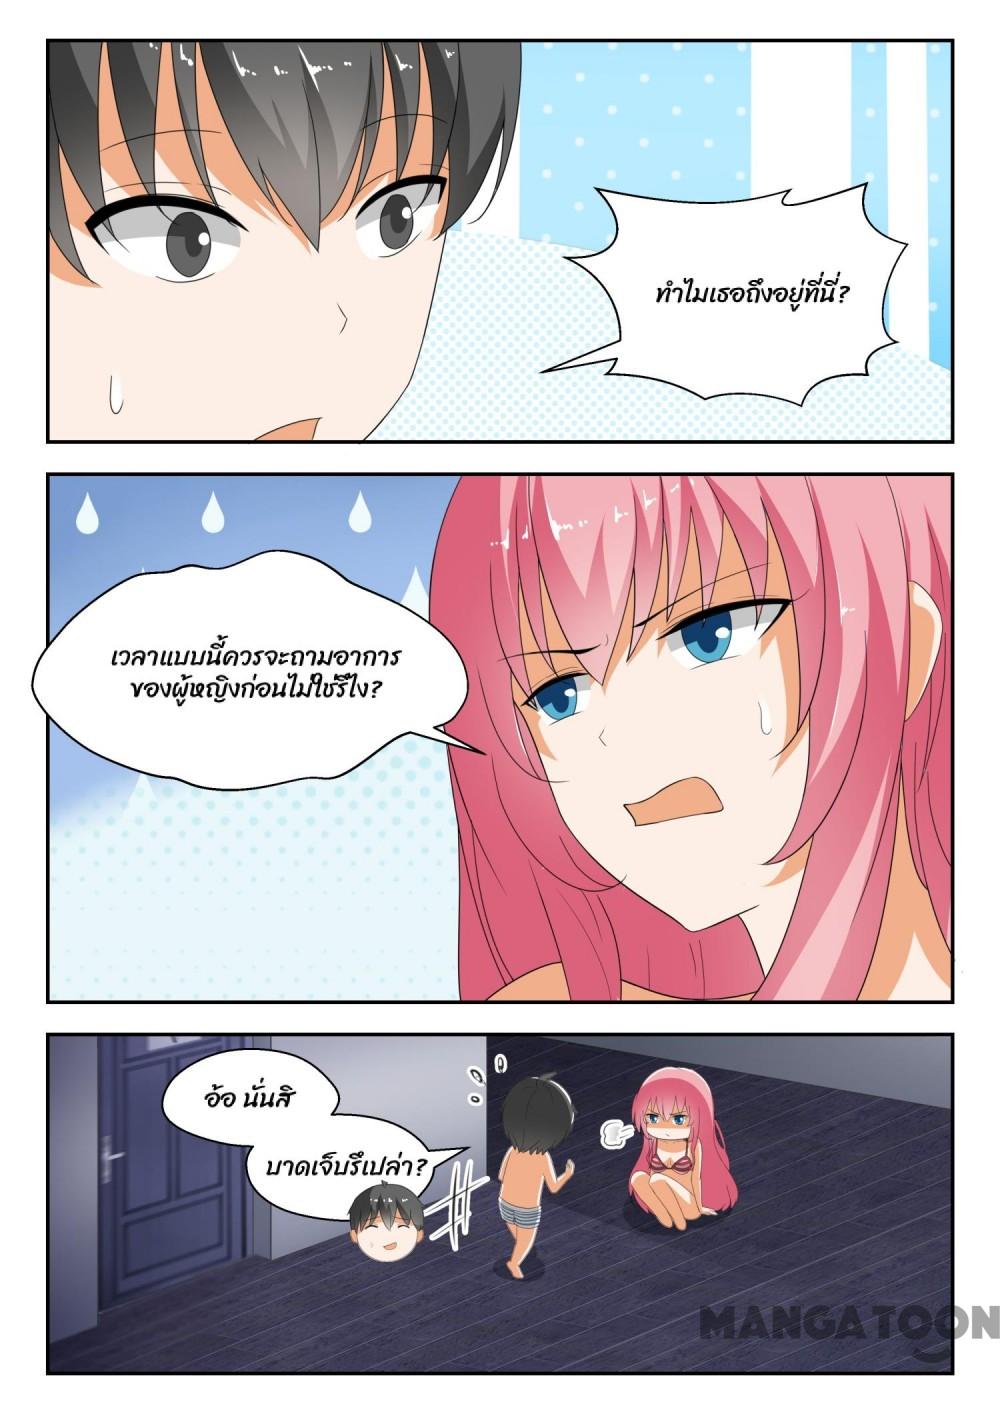 ทำไมเธอถึงอยู่ที่นี่?
เวลาแบบนี้ควรจะถามอาการ
ของผู้หญิงก่อนไม่ใช่รึไง?
อ้อ นั่นสิ
บาดเจ็บรึเปล่า?
MANGATOON